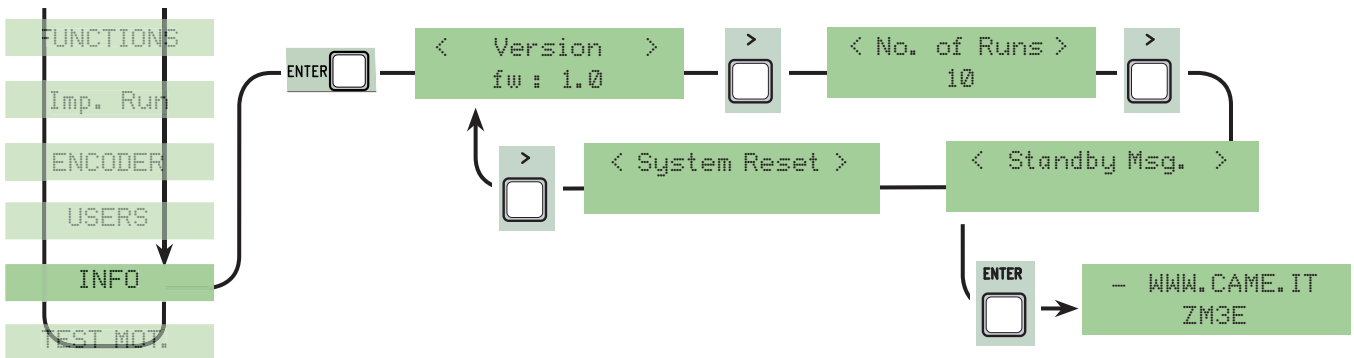 FUNCTIONS
Imp. Run
ENCODER
USERS
INFO
TEST MOT.
ENTER
< Version >
fw : 1.0
>
< No. of Runs >
10
>
< Standby Msg. >
< System Reset >
>
ENTER
- WWW.CAME.IT
ZM3E